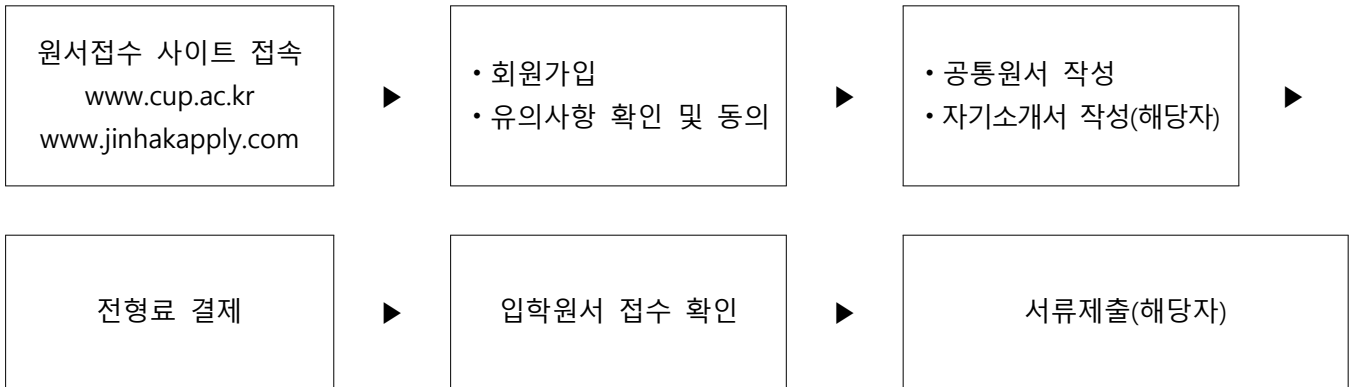 원서접수 사이트 접속
www.cup.ac.kr
www.jinhakapply.com
▶
・회원가입
・유의사항 확인 및 동의
▶
・공통원서 작성
・자기소개서 작성(해당자)
▶
전형료 결제
▶
입학원서 접수 확인
▶
서류제출(해당자)